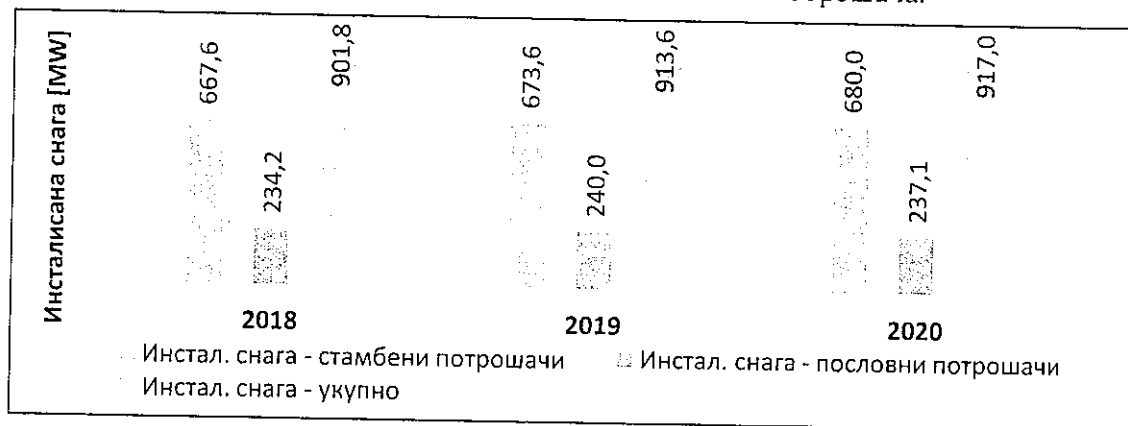 Инсталисана снага [MW]
667,6
234,2
901,8
673,6
240,0
913,6
680,0
237,1
917,0
2018 2019 2020
Инстал. снага - стамбени потрошачи Инстал. снага - пословни потрошачи
Инстал. снага - укупно